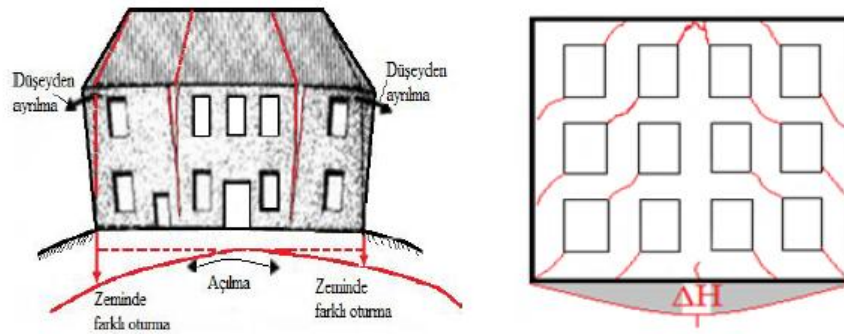 Düşeyden
ayrılma
Düşeyden
ayrılma
Açılma
Zeminde
farklı oturma
Zeminde
farklı oturma
ΔH